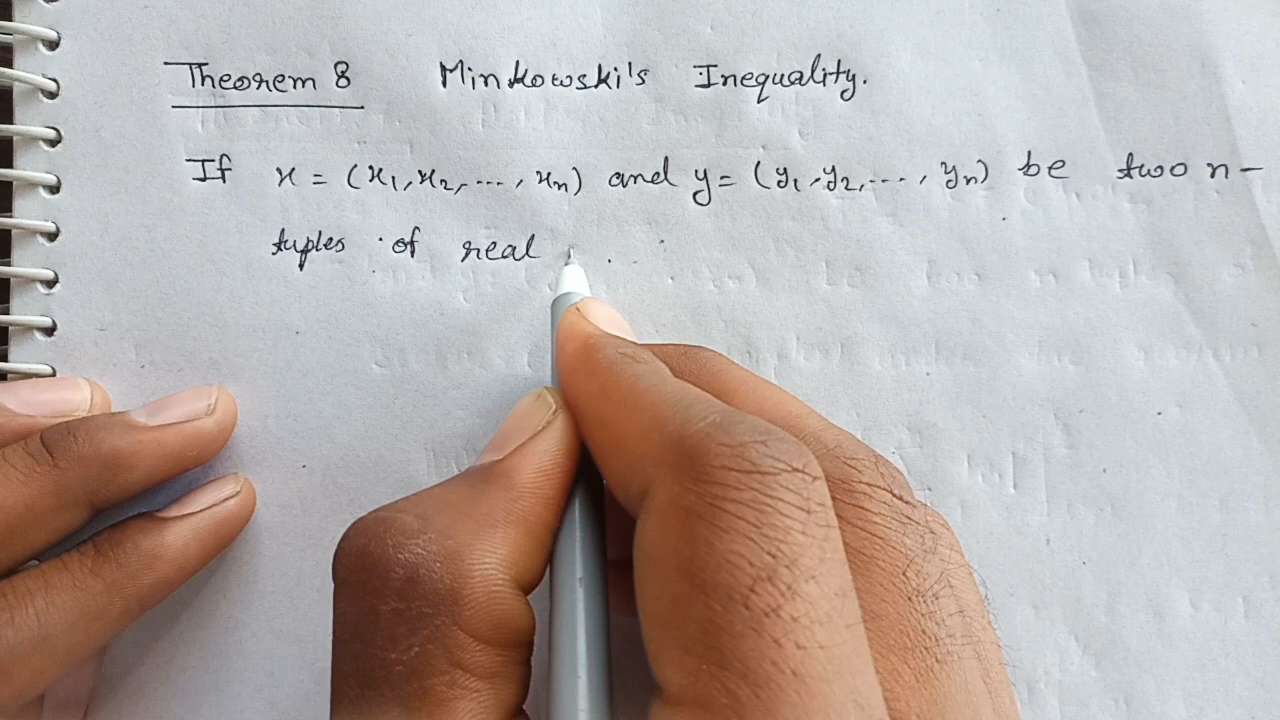 Theorem 8 Minkowski's Inequality.
If x = (x1, x2, ..., xn) and y = (y1, y2, ..., yn) be two n-
tuples of real